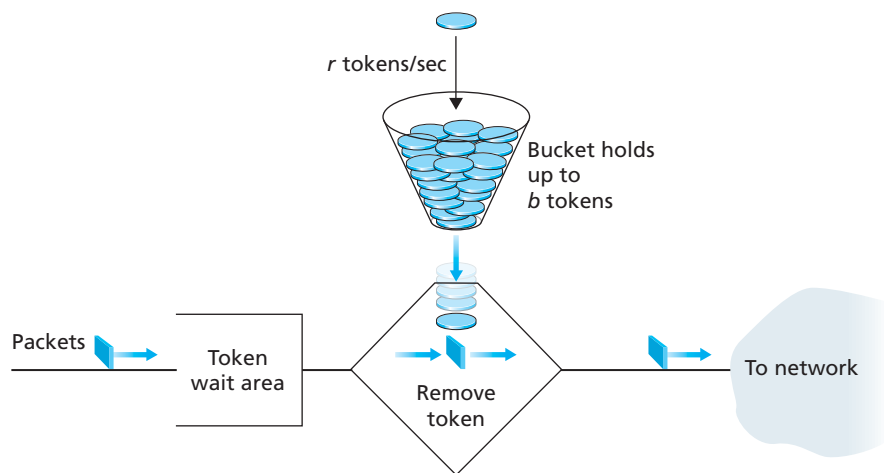 r tokens/sec
Bucket holds
up to
b tokens
Packets
Token
wait area
Remove
token
To network